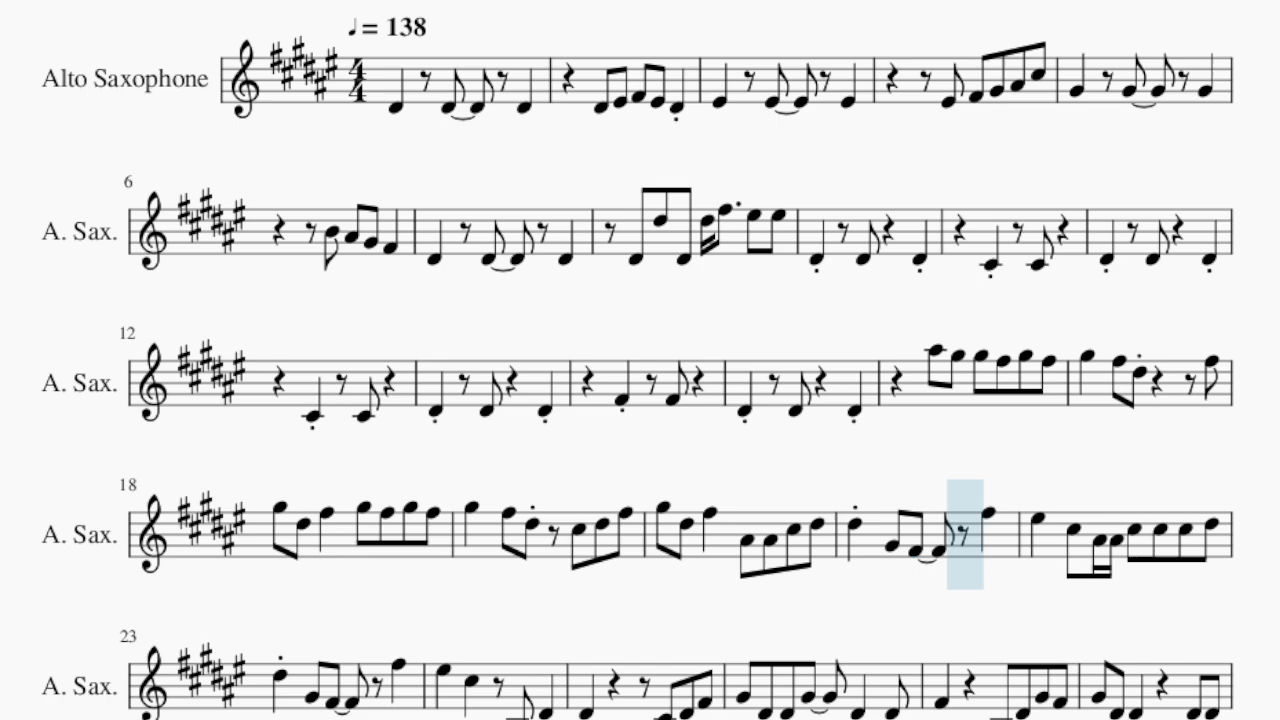 ♩= 138
Alto Saxophone
4
4
6
A. Sax.
12
A. Sax.
18
A. Sax.
23
A. Sax.